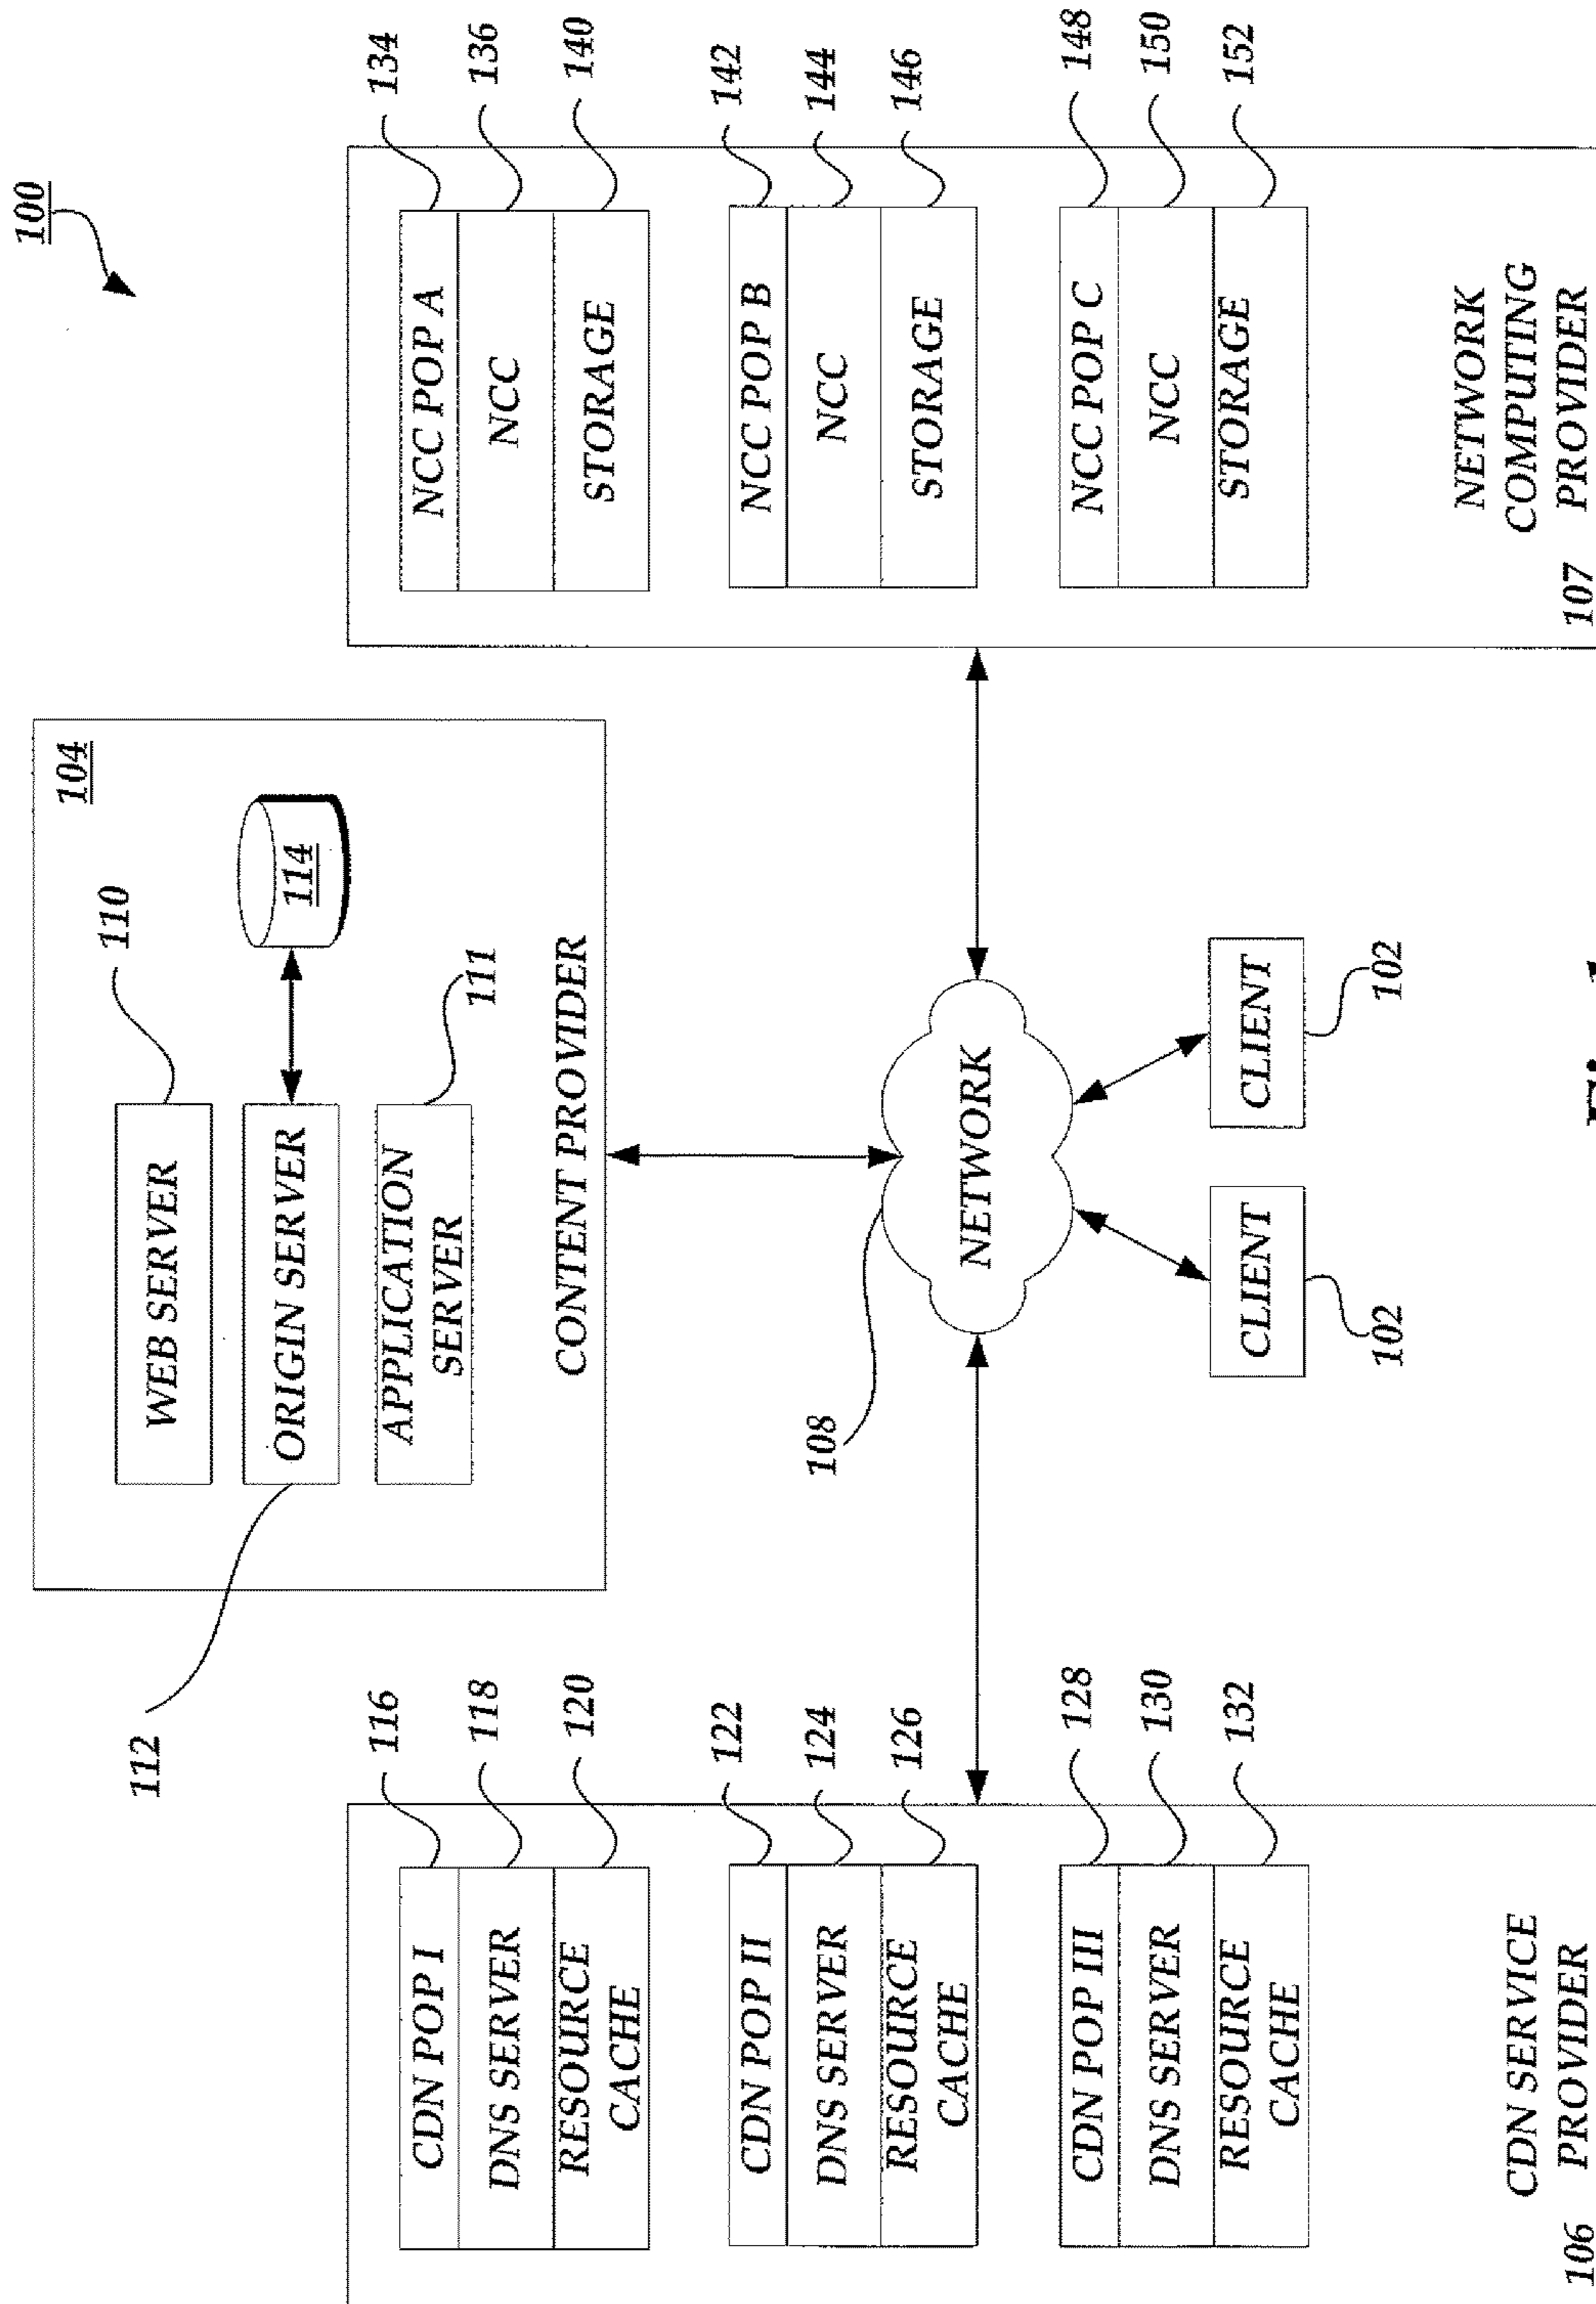 100
104
110
WEB SERVER
ORIGIN SERVER
114
112
APPLICATION
SERVER
111
CONTENT PROVIDER
CDN POP I
116
DNS SERVER
118
RESOURCE
CACHE
120
CDN POP II
122
DNS SERVER
124
RESOURCE
CACHE
126
CDN POP III
128
DNS SERVER
130
RESOURCE
CACHE
132
CDN SERVICE
PROVIDER
106
108
NETWORK
CLIENT
102
CLIENT
102
NCC POP A
134
NCC
136
STORAGE
140
NCC POP B
142
NCC
144
STORAGE
146
NCC POP C
148
NCC
150
STORAGE
152
NETWORK
COMPUTING
PROVIDER
107